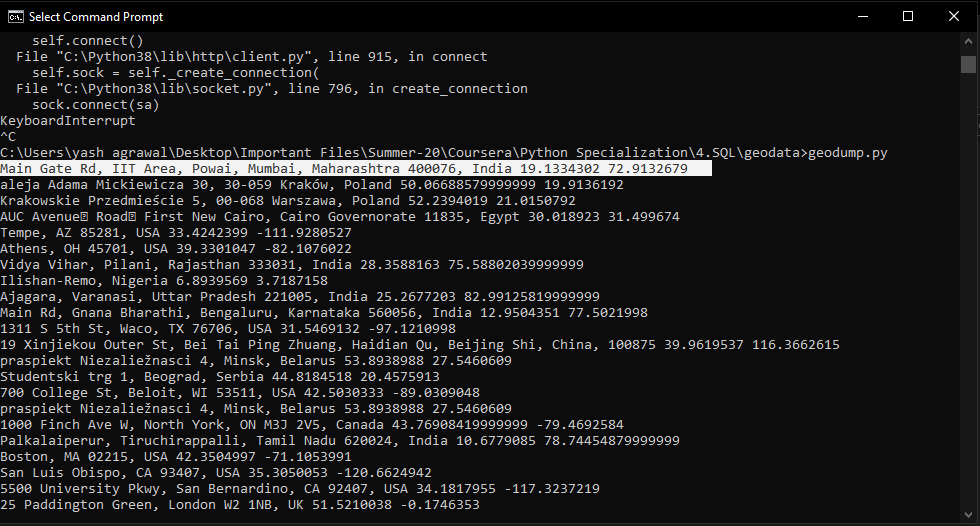 Select Command Prompt
self.connect()
File "C:\Python38\lib\http\client.py", line 915, in connect
self.sock = self._create_connection(
File "C:\Python38\lib\socket.py", line 796, in create_connection
sock.connect(sa)
KeyboardInterrupt
^C
C:\Users\yash agrawal\Desktop\Important Files\Summer-20\Coursera\Python Specialization\4.SQL\geodata>geodump.py
Main Gate Rd, IIT Area, Powai, Mumbai, Maharashtra 400076, India 19.1334302 72.9132679
aleja Adama Mickiewicza 30, 30-059 Kraków, Poland 50.06688579999999 19.9136192
Krakowskie Przedmieście 5, 00-068 Warszawa, Poland 52.2394019 21.0150792
AUC Avenue� Road� First New Cairo, Cairo Governorate 11835, Egypt 30.018923 31.499674
Tempe, AZ 85281, USA 33.4242399 -111.9280527
Athens, OH 45701, USA 39.3301047 -82.1076022
Vidya Vihar, Pilani, Rajasthan 333031, India 28.3588163 75.58802039999999
Ilishan-Remo, Nigeria 6.8939569 3.7187158
Ajagara, Varanasi, Uttar Pradesh 221005, India 25.2677203 82.99125819999999
Main Rd, Gnana Bharathi, Bengaluru, Karnataka 560056, India 12.9504351 77.5021998
1311 S 5th St, Waco, TX 76706, USA 31.5469132 -97.1210998
19 Xinjiekou Outer St, Bei Tai Ping Zhuang, Haidian Qu, Beijing Shi, China, 100875 39.9619537 116.3662615
praspiekt Niezaliežnasci 4, Minsk, Belarus 53.8938988 27.5460609
Studentski trg 1, Beograd, Serbia 44.8184518 20.4575913
700 College St, Beloit, WI 53511, USA 42.5030333 -89.0309048
praspiekt Niezaliežnasci 4, Minsk, Belarus 53.8938988 27.5460609
1000 Finch Ave W, North York, ON M3J 2V5, Canada 43.76908419999999 -79.4692584
Palkalaiperur, Tiruchirappalli, Tamil Nadu 620024, India 10.6779085 78.74454879999999
Boston, MA 02215, USA 42.3504997 -71.1053991
San Luis Obispo, CA 93407, USA 35.3050053 -120.6624942
5500 University Pkwy, San Bernardino, CA 92407, USA 34.1817955 -117.3237219
25 Paddington Green, London W2 1NB, UK 51.5210038 -0.1746353